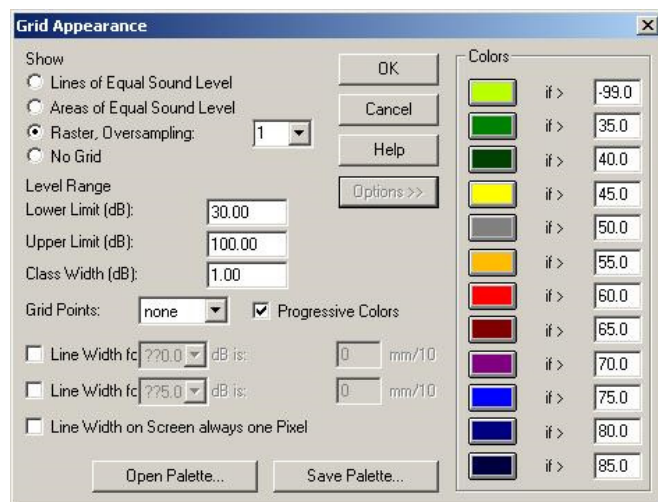 Grid Appearance
Show
Lines of Equal Sound Level
Areas of Equal Sound Level
Raster, Oversampling: 1
No Grid
OK
Cancel
Help
Options >>
Level Range
Lower Limit (dB): 30.00
Upper Limit (dB): 100.00
Class Width (dB): 1.00
Grid Points: none Progressive Colors
Line Width fc ??0.0 dB is: 0 mm/10
Line Width fc ??5.0 dB is: 0 mm/10
Line Width on Screen always one Pixel
Open Palette... Save Palette...
Colors
if > -99.0
if > 35.0
if > 40.0
if > 45.0
if > 50.0
if > 55.0
if > 60.0
if > 65.0
if > 70.0
if > 75.0
if > 80.0
if > 85.0